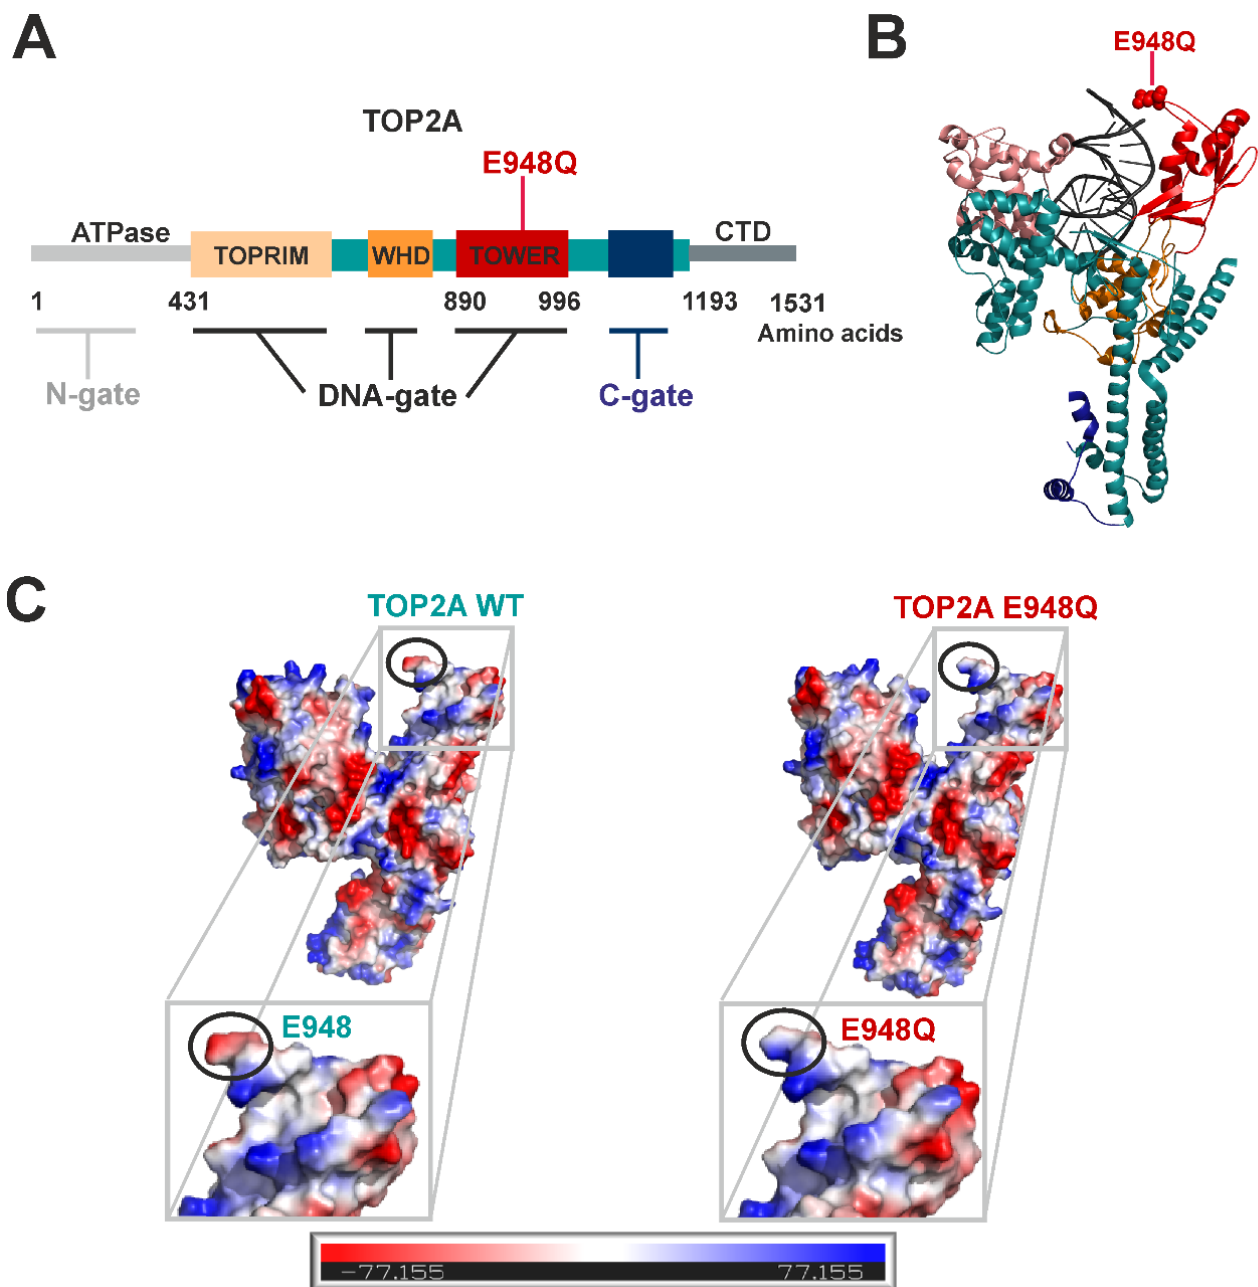 A
TOP2A
E948Q
ATPase
TOPRIM
WHD
TOWER
CTD
1
431
890
996
1193
1531
Amino acids
N-gate
DNA-gate
C-gate
B
E948Q
C
TOP2A WT
TOP2A E948Q
E948
E948Q
-77.155
77.155